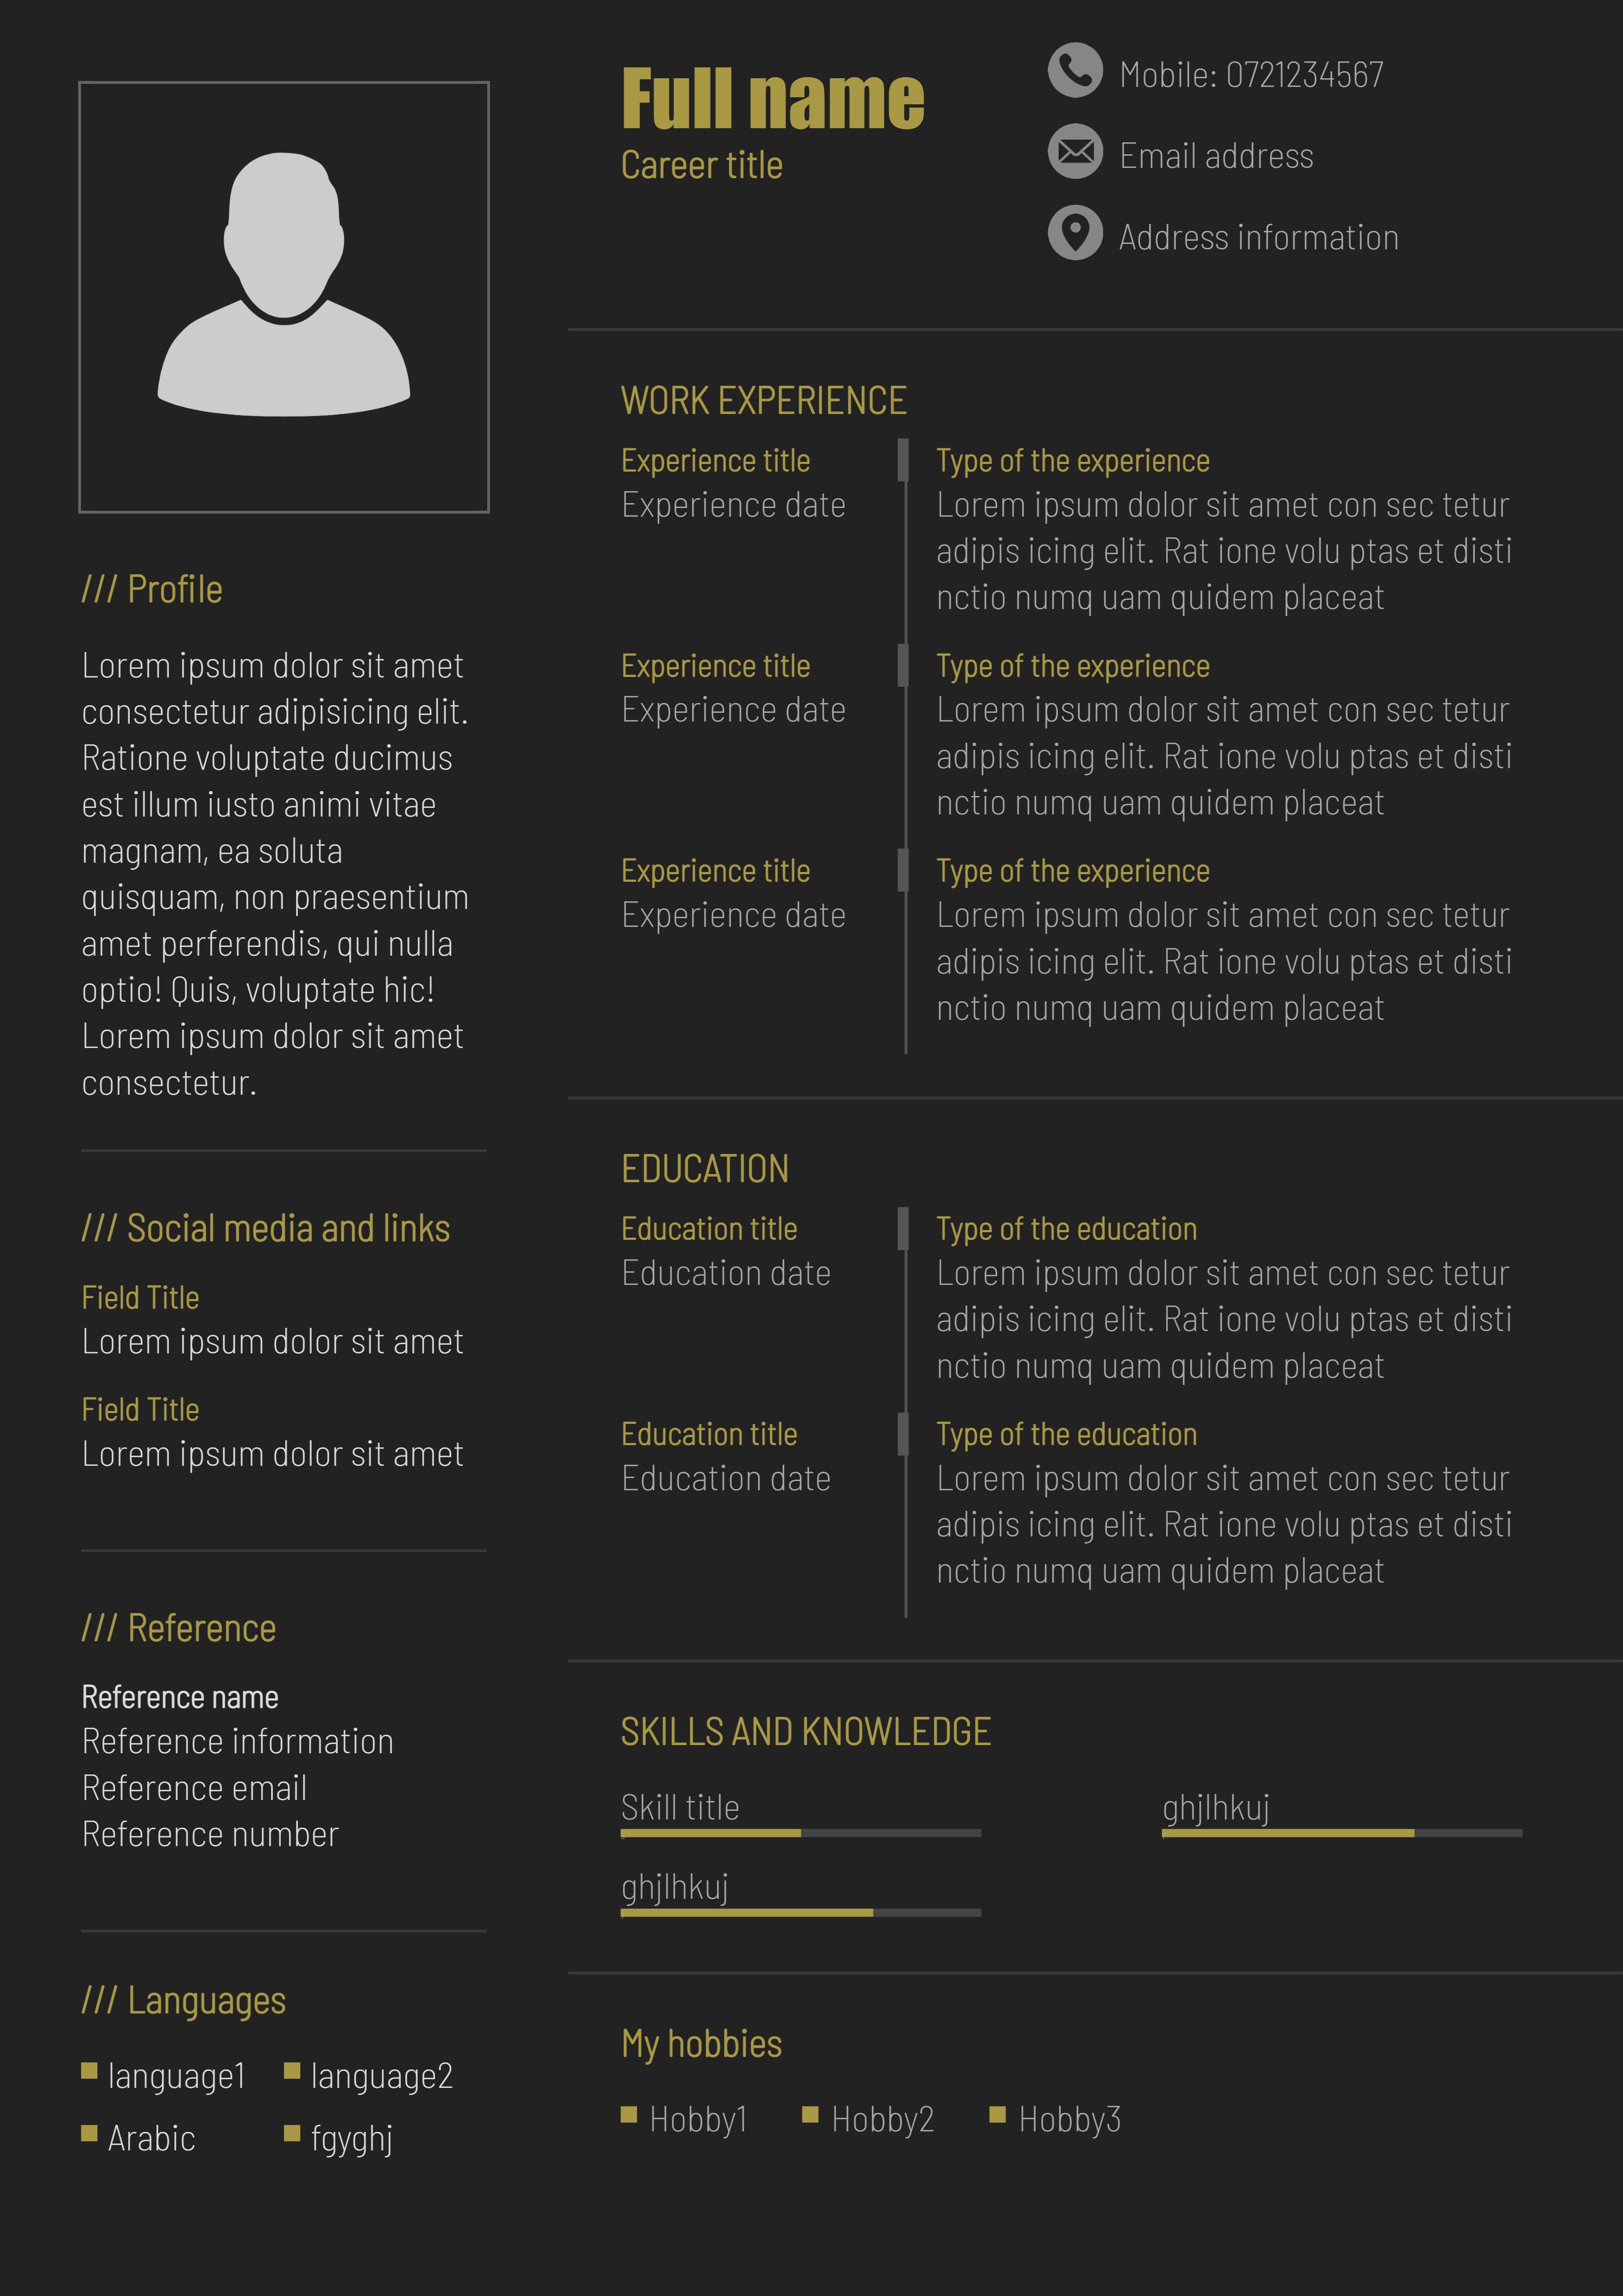 Full name
Career title
Mobile: 0721234567
Email address
Address information
/// Profile
Lorem ipsum dolor sit amet
consectetur adipisicing elit.
Ratione voluptate ducimus
est illum iusto animi vitae
magnam, ea soluta
quisquam, non praesentium
amet perferendis, qui nulla
optio! Quis, voluptate hic!
Lorem ipsum dolor sit amet
consectetur.
/// Social media and links
Field Title
Lorem ipsum dolor sit amet
Field Title
Lorem ipsum dolor sit amet
/// Reference
Reference name
Reference information
Reference email
Reference number
/// Languages
language1
language2
Arabic
fgyghj
WORK EXPERIENCE
Experience title
Experience date
Type of the experience
Lorem ipsum dolor sit amet con sec tetur
adipis icing elit. Rat ione volu ptas et disti
nctio numq uam quidem placeat
Experience title
Experience date
Type of the experience
Lorem ipsum dolor sit amet con sec tetur
adipis icing elit. Rat ione volu ptas et disti
nctio numq uam quidem placeat
Experience title
Experience date
Type of the experience
Lorem ipsum dolor sit amet con sec tetur
adipis icing elit. Rat ione volu ptas et disti
nctio numq uam quidem placeat
EDUCATION
Education title
Education date
Type of the education
Lorem ipsum dolor sit amet con sec tetur
adipis icing elit. Rat ione volu ptas et disti
nctio numq uam quidem placeat
Education title
Education date
Type of the education
Lorem ipsum dolor sit amet con sec tetur
adipis icing elit. Rat ione volu ptas et disti
nctio numq uam quidem placeat
SKILLS AND KNOWLEDGE
Skill title
ghjlhkuj
ghjlhkuj
My hobbies
Hobby1
Hobby2
Hobby3